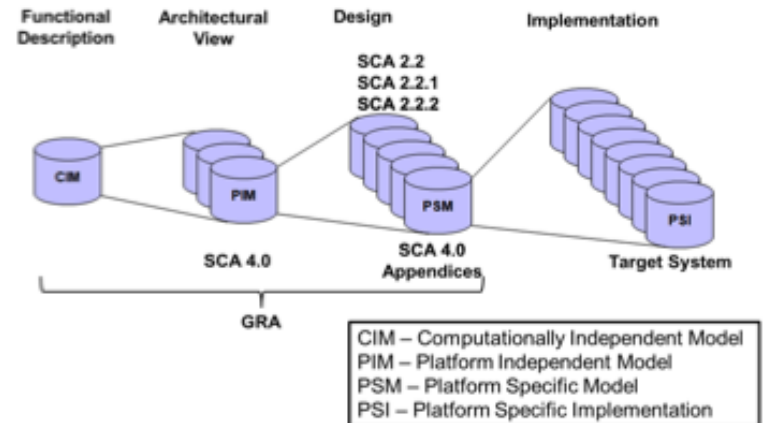 Functional
Description
Architectural
View
Design
Implementation
SCA 2.2
SCA 2.2.1
SCA 2.2.2
CIM
PIM
PSM
PSI
SCA 4.0
SCA 4.0
Appendices
Target System
GRA
CIM – Computationally Independent Model
PIM – Platform Independent Model
PSM – Platform Specific Model
PSI – Platform Specific Implementation